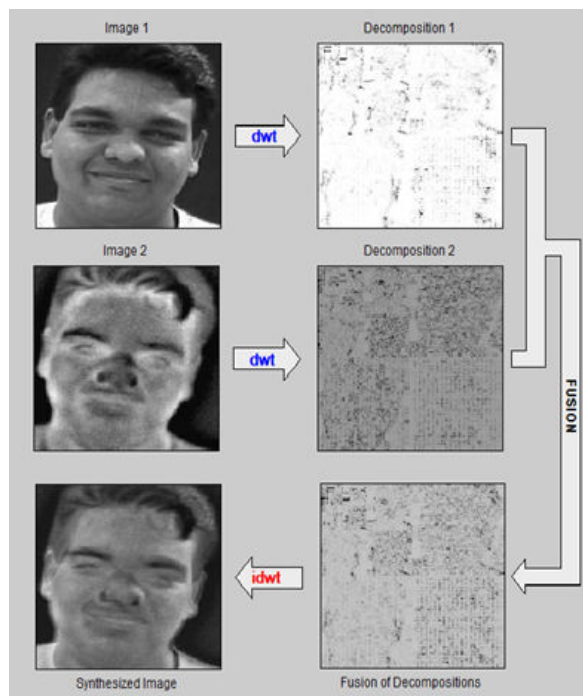 Image 1
Decomposition 1
dwt
Image 2
Decomposition 2
dwt
FUSION
idwt
Synthesized Image
Fusion of Decompositions